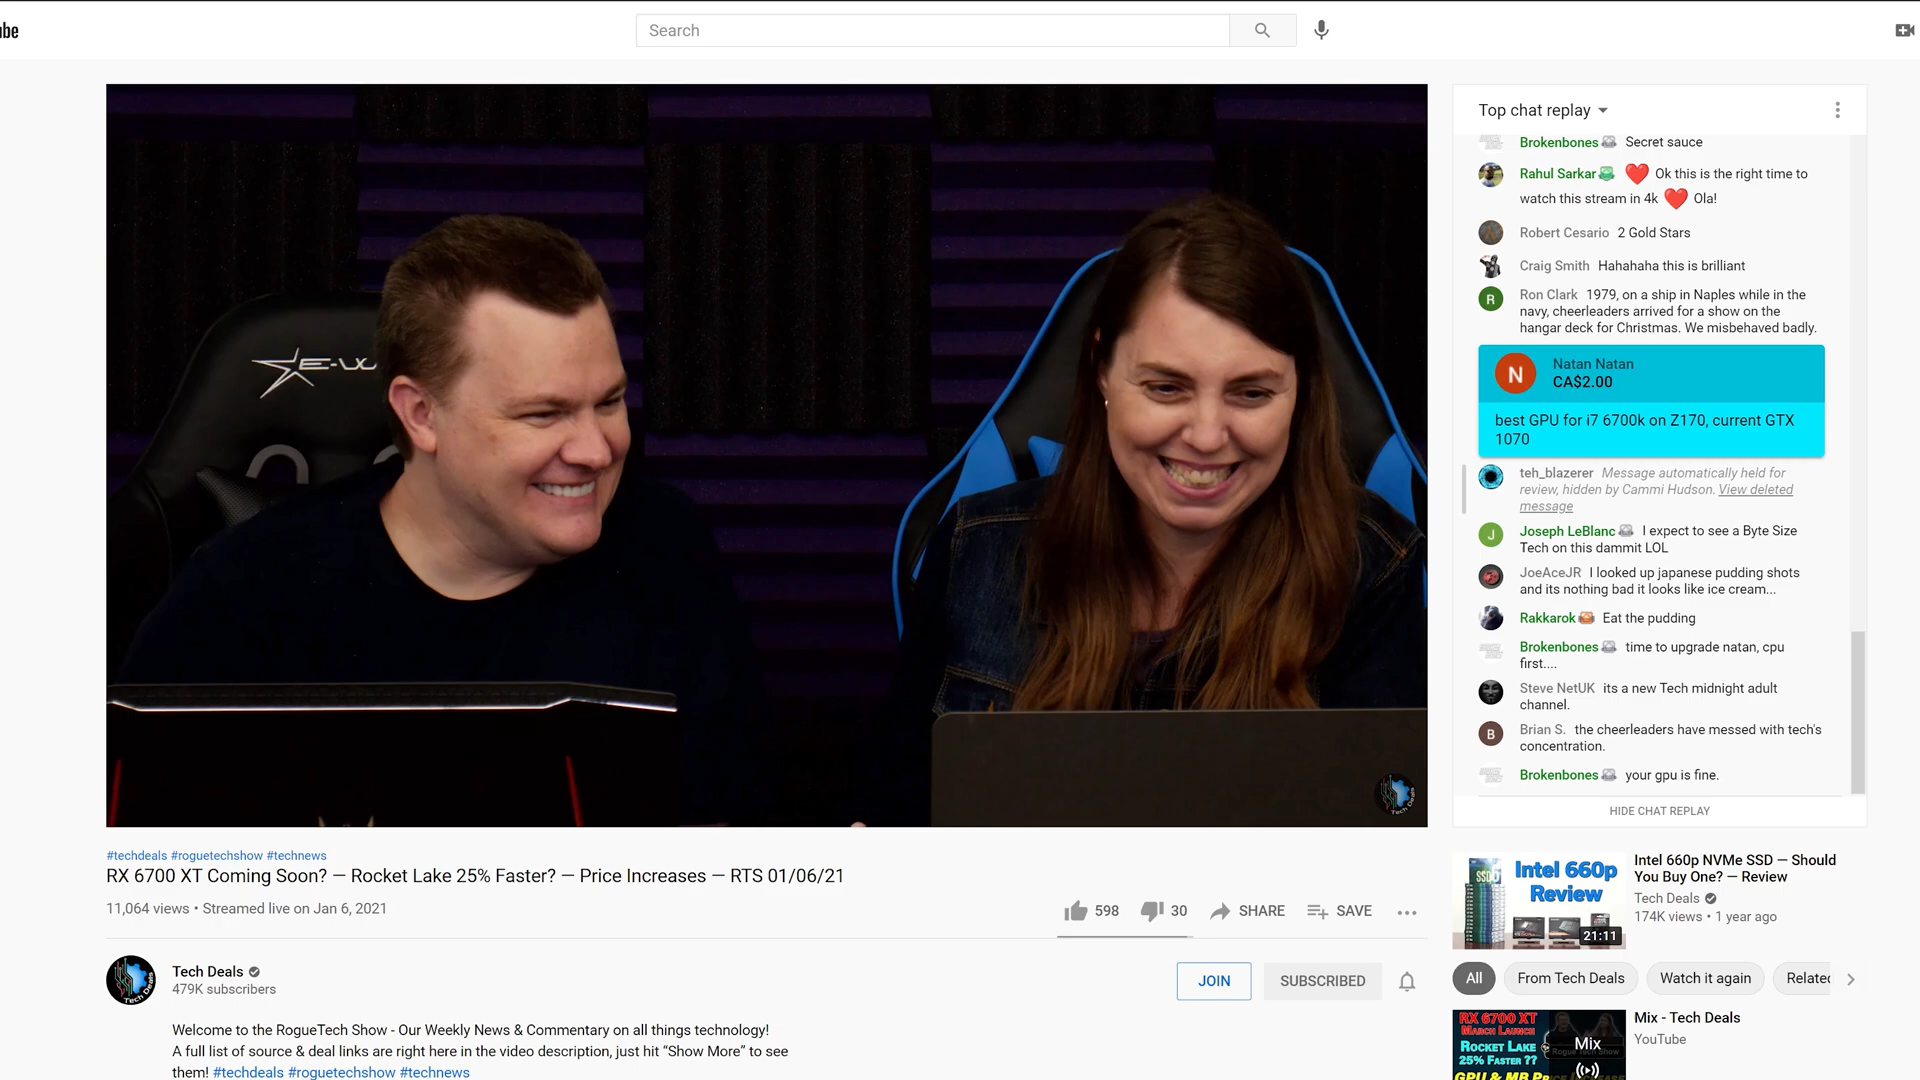 be
Search
Top chat replay
Brokenbones Secret sauce
Rahul Sarkar Ok this is the right time to
watch this stream in 4k Ola!
Robert Cesario 2 Gold Stars
Craig Smith Hahahaha this is brilliant
R
Ron Clark 1979, on a ship in Naples while in the
navy, cheerleaders arrived for a show on the
hangar deck for Christmas. We misbehaved badly.
N
Natan Natan
CA$2.00
best GPU for i7 6700k on Z170, current GTX
1070
teh_blazerer Message automatically held for
review, hidden by Cammi Hudson. View deleted
message
J
Joseph LeBlanc I expect to see a Byte Size
Tech on this dammit LOL
JoeAceJR I looked up japanese pudding shots
and its nothing bad it looks like ice cream...
Rakkarok Eat the pudding
Brokenbones time to upgrade natan, cpu
first....
Steve NetUK its a new Tech midnight adult
channel.
B
Brian S. the cheerleaders have messed with tech's
concentration.
Brokenbones your gpu is fine.
HIDE CHAT REPLAY
Tech Deals
#techdeals #roguetechshow #technews
RX 6700 XT Coming Soon? — Rocket Lake 25% Faster? — Price Increases — RTS 01/06/21
11,064 views • Streamed live on Jan 6, 2021
598 30 SHARE SAVE
Tech Deals
Tech Deals
479K subscribers
JOIN SUBSCRIBED
Welcome to the RogueTech Show - Our Weekly News & Commentary on all things technology!
A full list of source & deal links are right here in the video description, just hit “Show More” to see
them! #techdeals #roguetechshow #technews
Intel 660p
Review
21:11
Intel 660p NVMe SSD — Should
You Buy One? — Review
Tech Deals
174K views • 1 year ago
All From Tech Deals Watch it again Related
RX 6700 XT
March Launch
Rocket Lake
25% Faster ??
GPU & MB
Mix
Rogue Tech Show
Mix - Tech Deals
YouTube